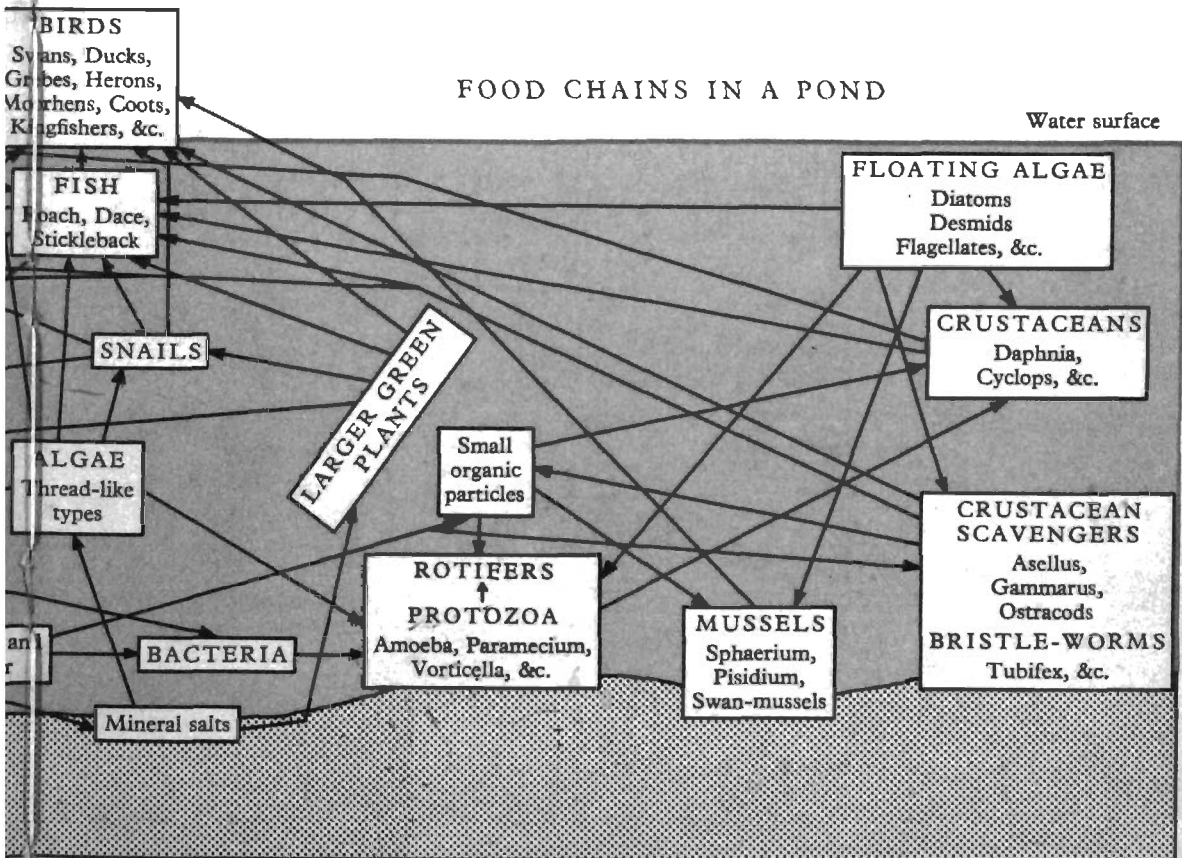 BIRDS
Swans, Ducks,
Grebes, Herons,
Moorhens, Coots,
Kingfishers, &c.
FOOD CHAINS IN A POND
Water surface
FISH
Roach, Dace,
Stickleback
FLOATING ALGAE
Diatoms
Desmids
Flagellates, &c.
SNAILS
CRUSTACEANS
Daphnia,
Cyclops, &c.
LARGER GREEN
PLANTS
ALGAE
Thread-like
types
Small
organic
particles
CRUSTACEAN
SCAVENGERS
Asellus,
Gammarus,
Ostracods
BRISTLE-WORMS
Tubifex, &c.
ROTIFERS
PROTOZOA
Amoeba, Paramecium,
Vorticella, &c.
MUSSELS
Sphaerium,
Pisidium,
Swan-mussels
and
BACTERIA
Mineral salts